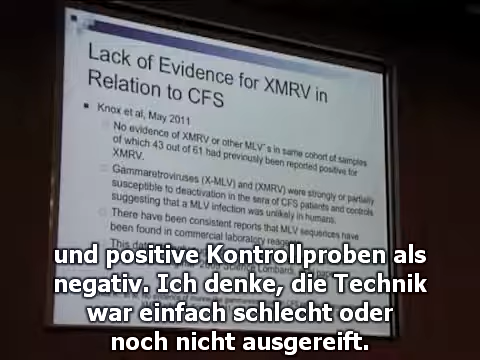 Lack of Evidence for XMRV in
Relation to CFS
Knox et al, May 2011
No evidence of XMRV or other MLV`s in same cohort of samples
of which 43 out of 61 had previously been reported positive for
XMRV.
Gammaretroviruses (X-MLV) and (XMRV) were strongly or partially
susceptible to deactivation in the sera of CFS patients and controls
suggesting that a MLV infection was unlikely in humans.
There have been consistent reports that MLV sequences have
been found in commercial laboratory
This
und positive Kontrollproben als
negativ. Ich denke, die Technik
war einfach schlecht oder
noch nicht ausgereift.